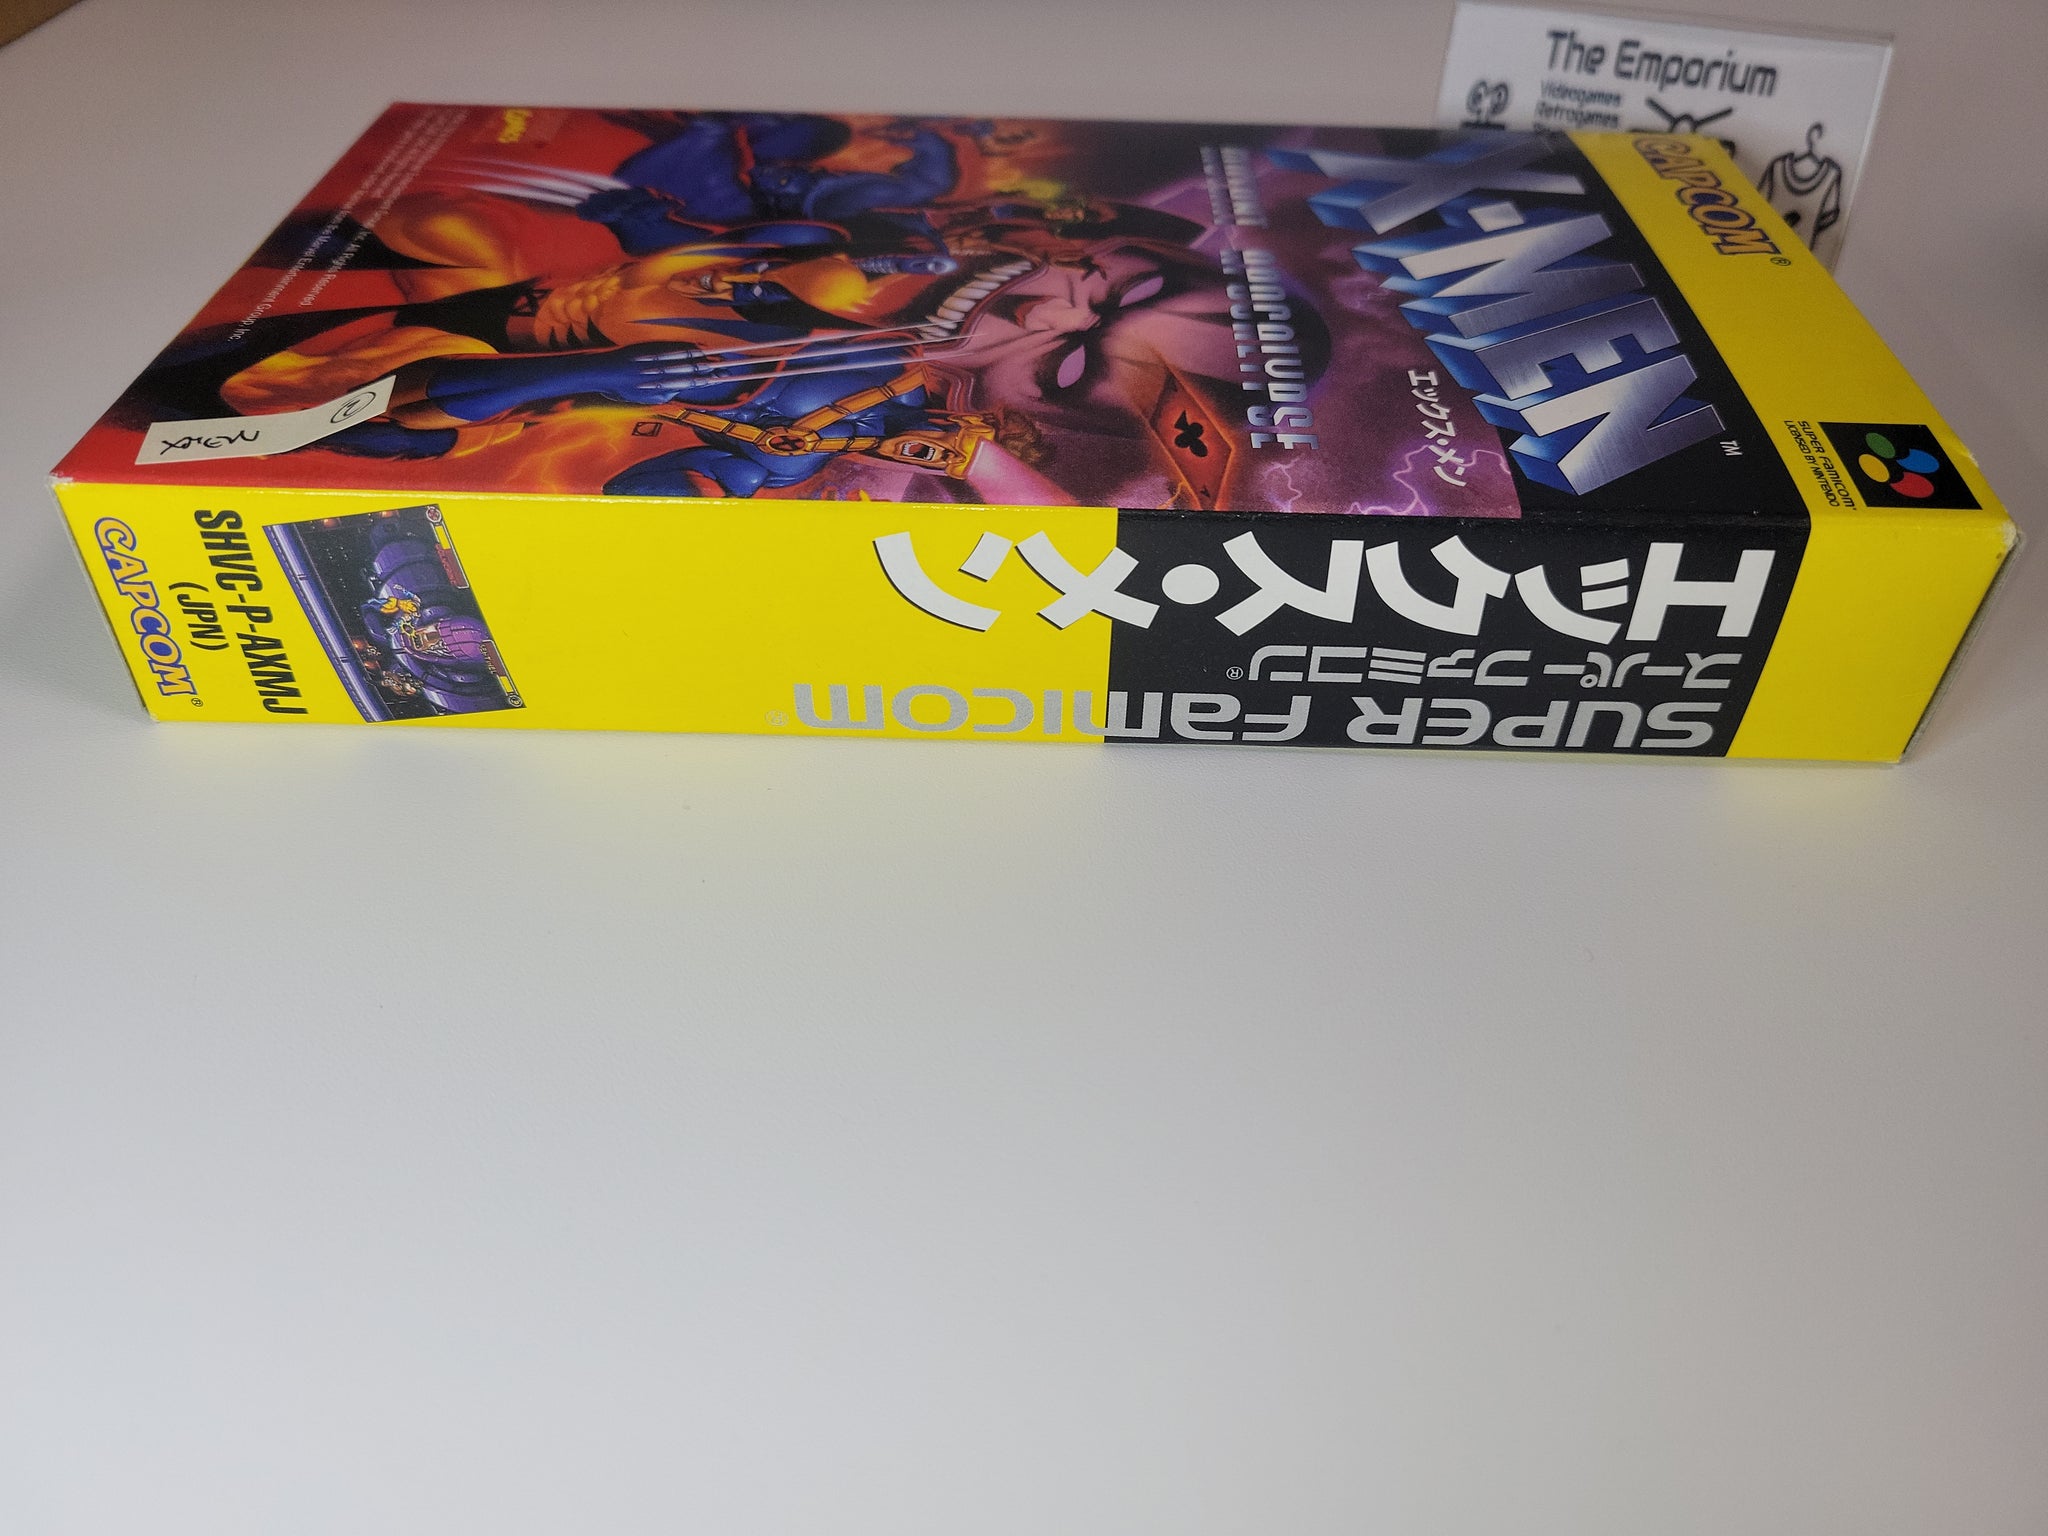 The Emporium
Videogames
Retrogames
CAPCOM®
SUPER FAMICOM®
LICENSED BY NINTENDO
X-MEN
TM
エックス・メン
MUTANT APOCALYPSE
エックス・メン
スーパーファミコン®
SUPER FAMICOM®
SHVC-P-AXMJ
(JPN)
CAPCOM®